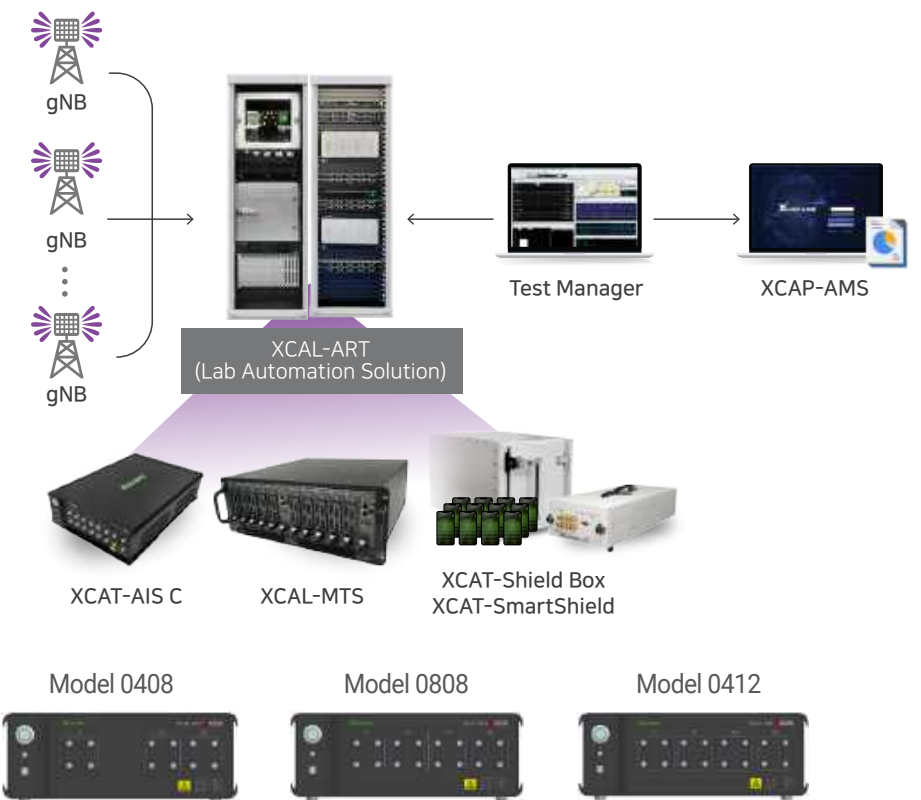 gNB
gNB
gNB
Test Manager
XCAP-AMS
XCAL-ART
(Lab Automation Solution)
XCAT-AIS C
XCAL-MTS
XCAT-Shield Box
XCAT-SmartShield
Model 0408
Model 0808
Model 0412